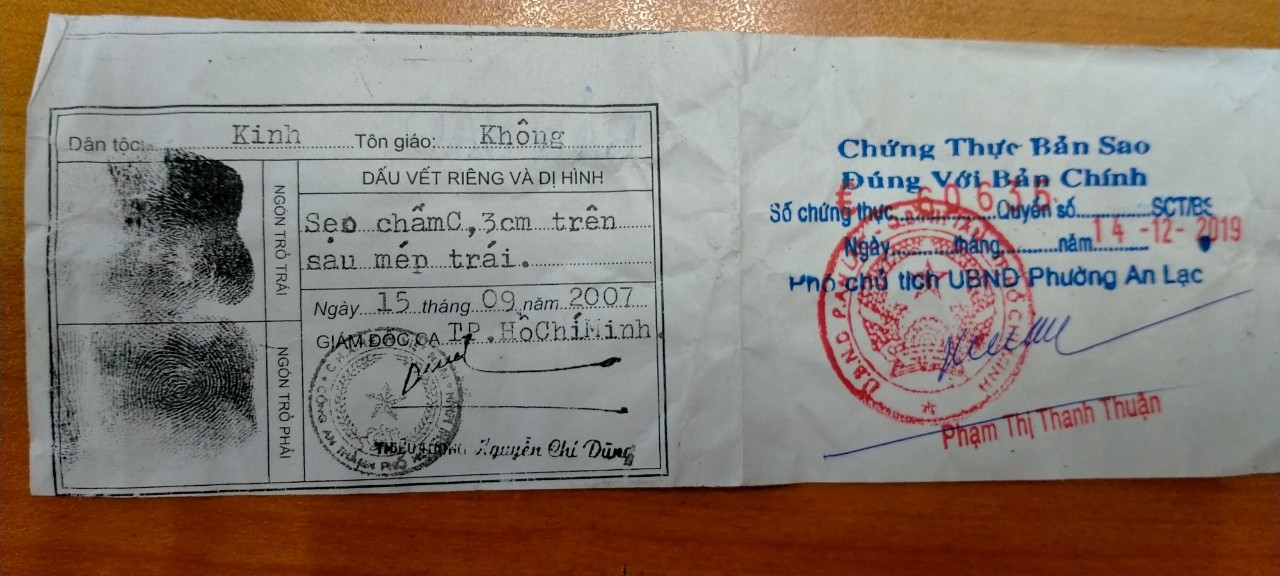 Dân tộc: Kinh Tôn giáo: Không
NGÓN TRỎ TRÁI
NGÓN TRỎ PHẢI
DẤU VẾT RIÊNG VÀ DỊ HÌNH
Sẹo chấmC,3cm trên
sau mép trái.
Ngày 15 tháng 09 năm 2007
GIÁM ĐỐC CA TP.HồChíMinh
Nguyễn Chí Dũng
Chứng Thực Bản Sao
Đúng Với Bản Chính
Số chứng thực 60635 Quyển số SCT/BS
Ngày tháng năm 14 -12- 2019
Phó chủ tịch UBND Phường An Lạc
Phạm Thị Thanh Thuận